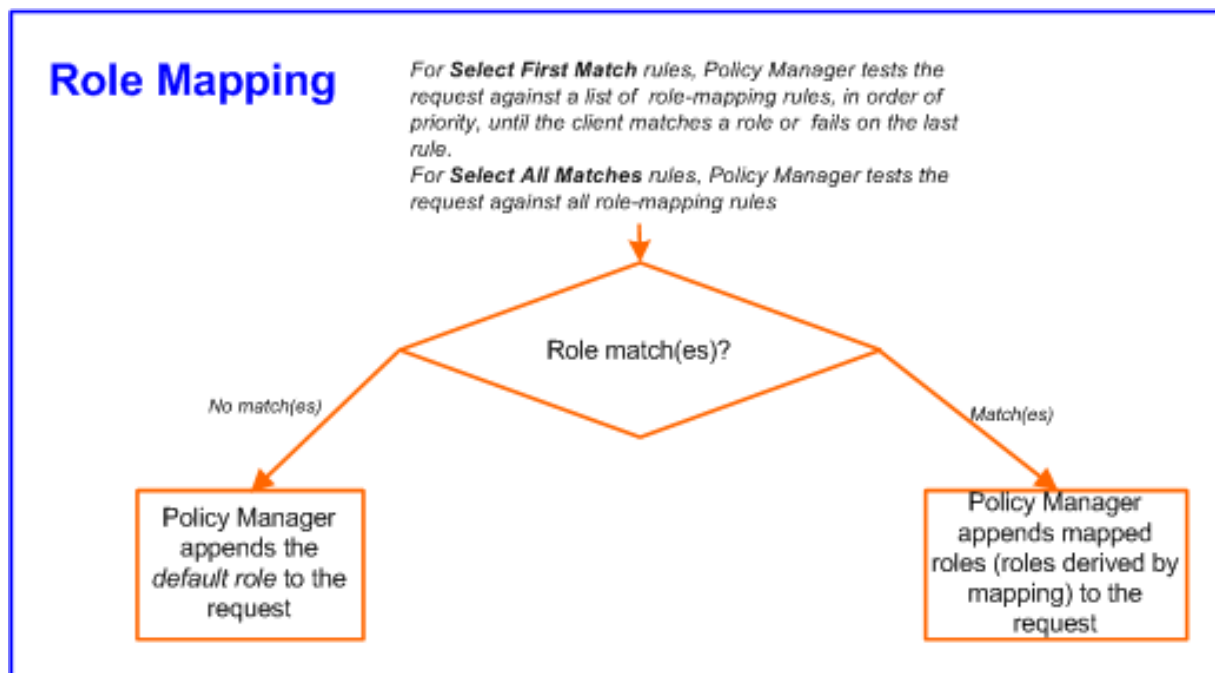 Role Mapping
For Select First Match rules, Policy Manager tests the
request against a list of role-mapping rules, in order of
priority, until the client matches a role or fails on the last
rule.
For Select All Matches rules, Policy Manager tests the
request against all role-mapping rules
Role match(es)?
No match(es)
Match(es)
Policy Manager
appends the
default role to the
request
Policy Manager
appends mapped
roles (roles derived by
mapping) to the
request